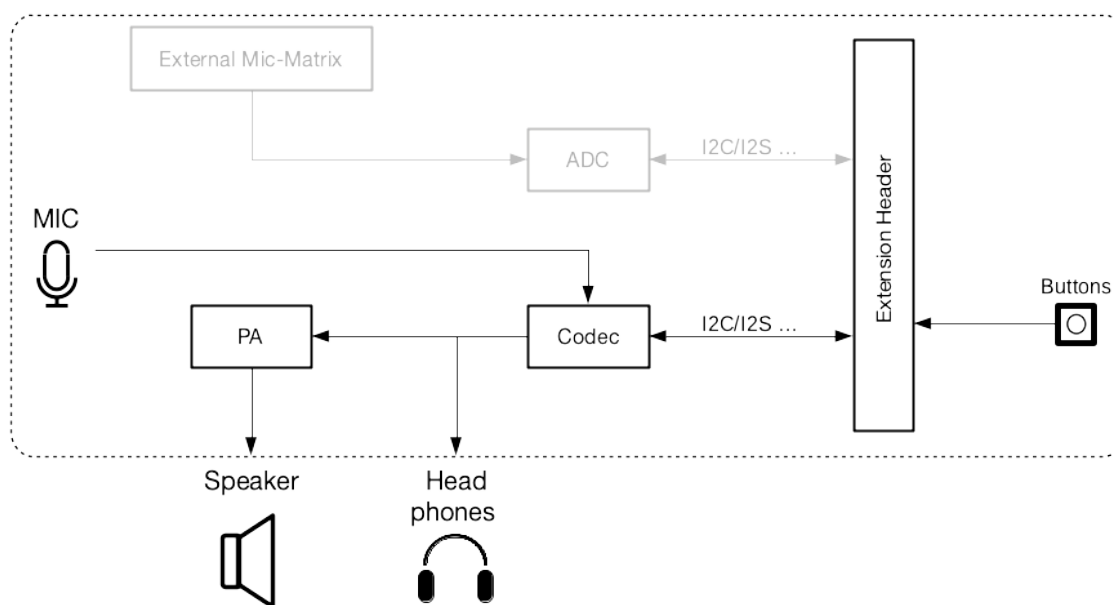 External Mic-Matrix
ADC
I2C/I2S ...
Extension Header
MIC
Buttons
PA
Codec
I2C/I2S ...
Speaker
Head
phones